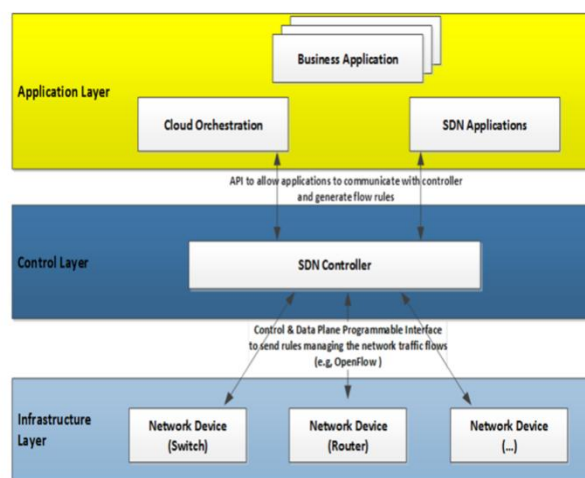 Business Application
Application Layer
Cloud Orchestration
SDN Applications
API to allow applications to communicate with controller
and generate flow rules
Control Layer
SDN Controller
Control & Data Plane Programmable Interface
to send rules managing the network traffic flows
(e.g, OpenFlow )
Infrastructure
Layer
Network Device
(Switch)
Network Device
(Router)
Network Device
(...)